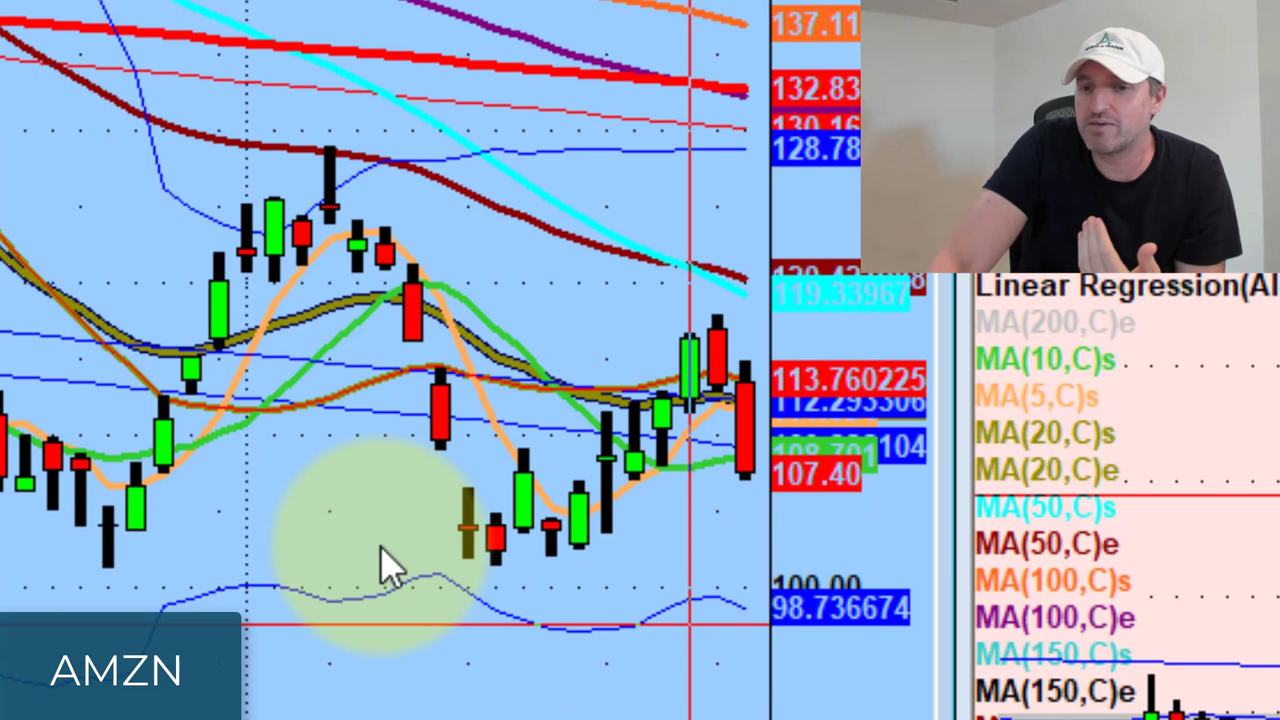 137.11
132.83
128.78
119.33967
113.760225
107.40
100.00
98.736674
AMZN
Linear Regression(AI
MA(200,C)e
MA(10,C)s
MA(5,C)s
MA(20,C)s
MA(20,C)e
MA(50,C)s
MA(50,C)e
MA(100,C)s
MA(100,C)e
MA(150,C)s
MA(150,C)e